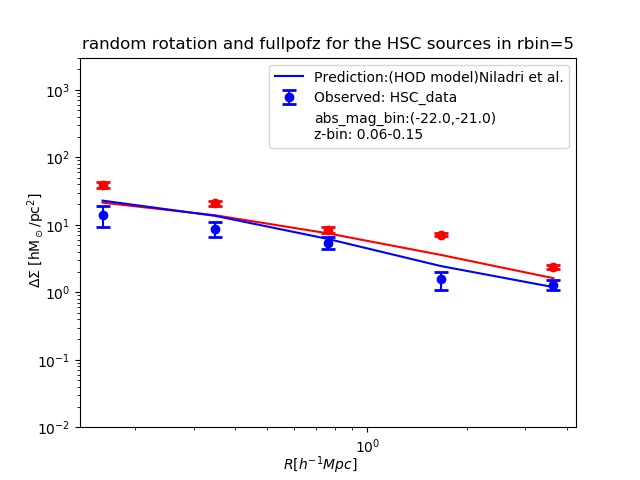 random rotation and fullpofz for the HSC sources in rbin=5
Prediction:(HOD model)Niladri et al.
Observed: HSC_data
abs_mag_bin:(-22.0,-21.0)
z-bin: 0.06-0.15
10³
10²
10¹
10⁰
10⁻¹
10⁻²
ΔΣ [hM⊙/pc²]
10⁰
R[h⁻¹Mpc]